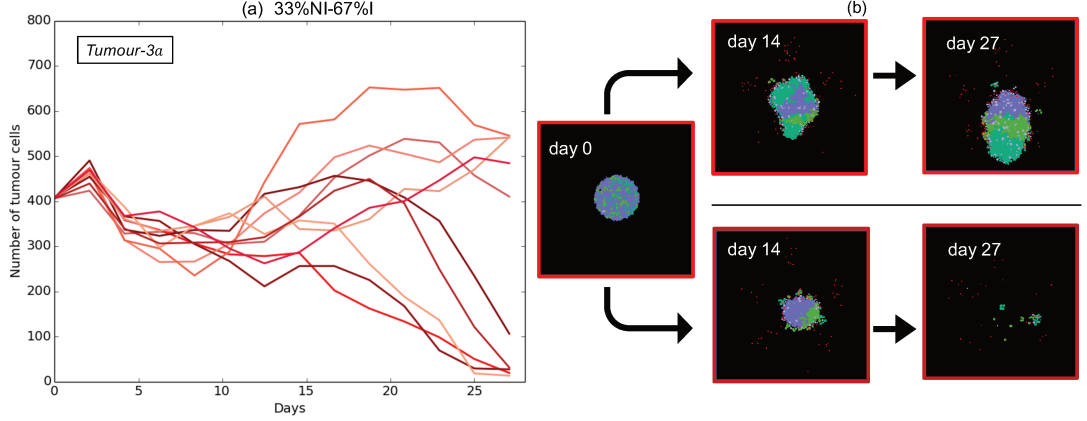 (a) 33%NI-67%I
(b)
Tumour-3a
Number of tumour cells
800
700
600
500
400
300
200
100
0
0 5 10 15 20 25
Days
day 0
day 14
day 27
day 14
day 27